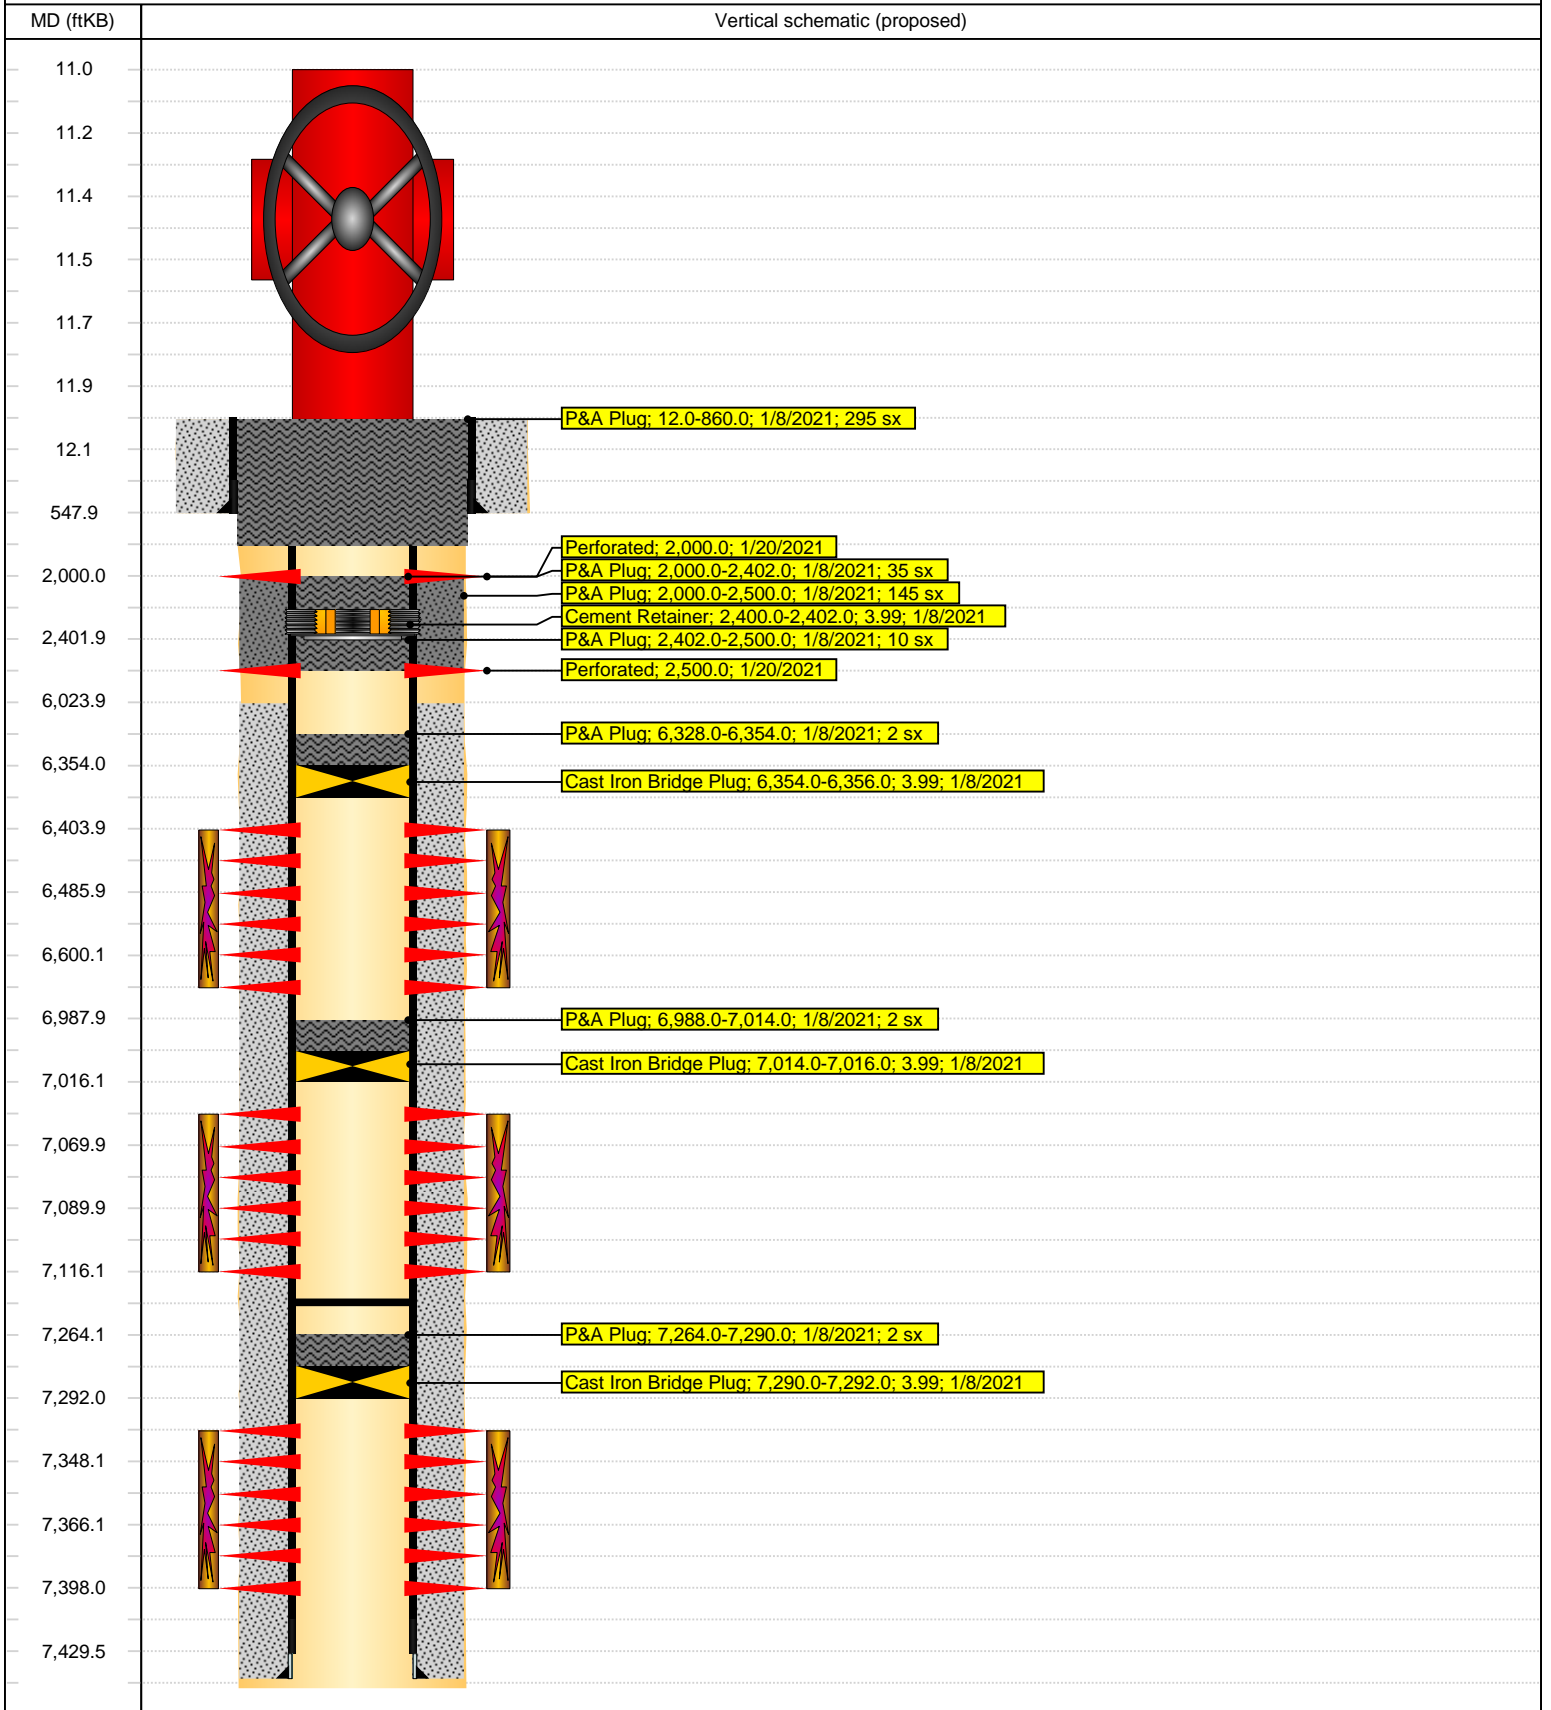 MD (ftKB)
Vertical schematic (proposed)
11.0
11.2
11.4
11.5
11.7
11.9
P&A Plug; 12.0-860.0; 1/8/2021; 295 sx
12.1
547.9
Perforated; 2,000.0; 1/20/2021
2,000.0
P&A Plug; 2,000.0-2,402.0; 1/8/2021; 35 sx
P&A Plug; 2,000.0-2,500.0; 1/8/2021; 145 sx
Cement Retainer; 2,400.0-2,402.0; 3.99; 1/8/2021
2,401.9
P&A Plug; 2,402.0-2,500.0; 1/8/2021; 10 sx
Perforated; 2,500.0; 1/20/2021
6,023.9
P&A Plug; 6,328.0-6,354.0; 1/8/2021; 2 sx
6,354.0
Cast Iron Bridge Plug; 6,354.0-6,356.0; 3.99; 1/8/2021
6,403.9
6,485.9
6,600.1
6,987.9
P&A Plug; 6,988.0-7,014.0; 1/8/2021; 2 sx
Cast Iron Bridge Plug; 7,014.0-7,016.0; 3.99; 1/8/2021
7,016.1
7,069.9
7,089.9
7,116.1
7,264.1
P&A Plug; 7,264.0-7,290.0; 1/8/2021; 2 sx
Cast Iron Bridge Plug; 7,290.0-7,292.0; 3.99; 1/8/2021
7,292.0
7,348.1
7,366.1
7,398.0
7,429.5